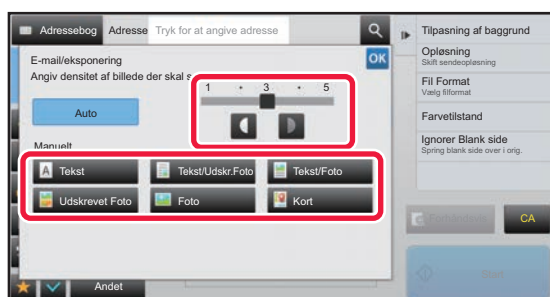 Adressebog Adresse Tryk for at angive adresse
E-mail/eksponering
OK
Angiv densitet af billede der skal s
1 • 3 • 5
Auto
Manuelt
A Tekst
Tekst/Udskr.Foto
Tekst/Foto
Udskrevet Foto
Foto
Kort
Andet
Tilpasning af baggrund
Opløsning
Skift sendeopløsning
Fil Format
Vælg filformat
Farvetilstand
Ignorer Blank side
Spring blank side over i orig.
CA
Start